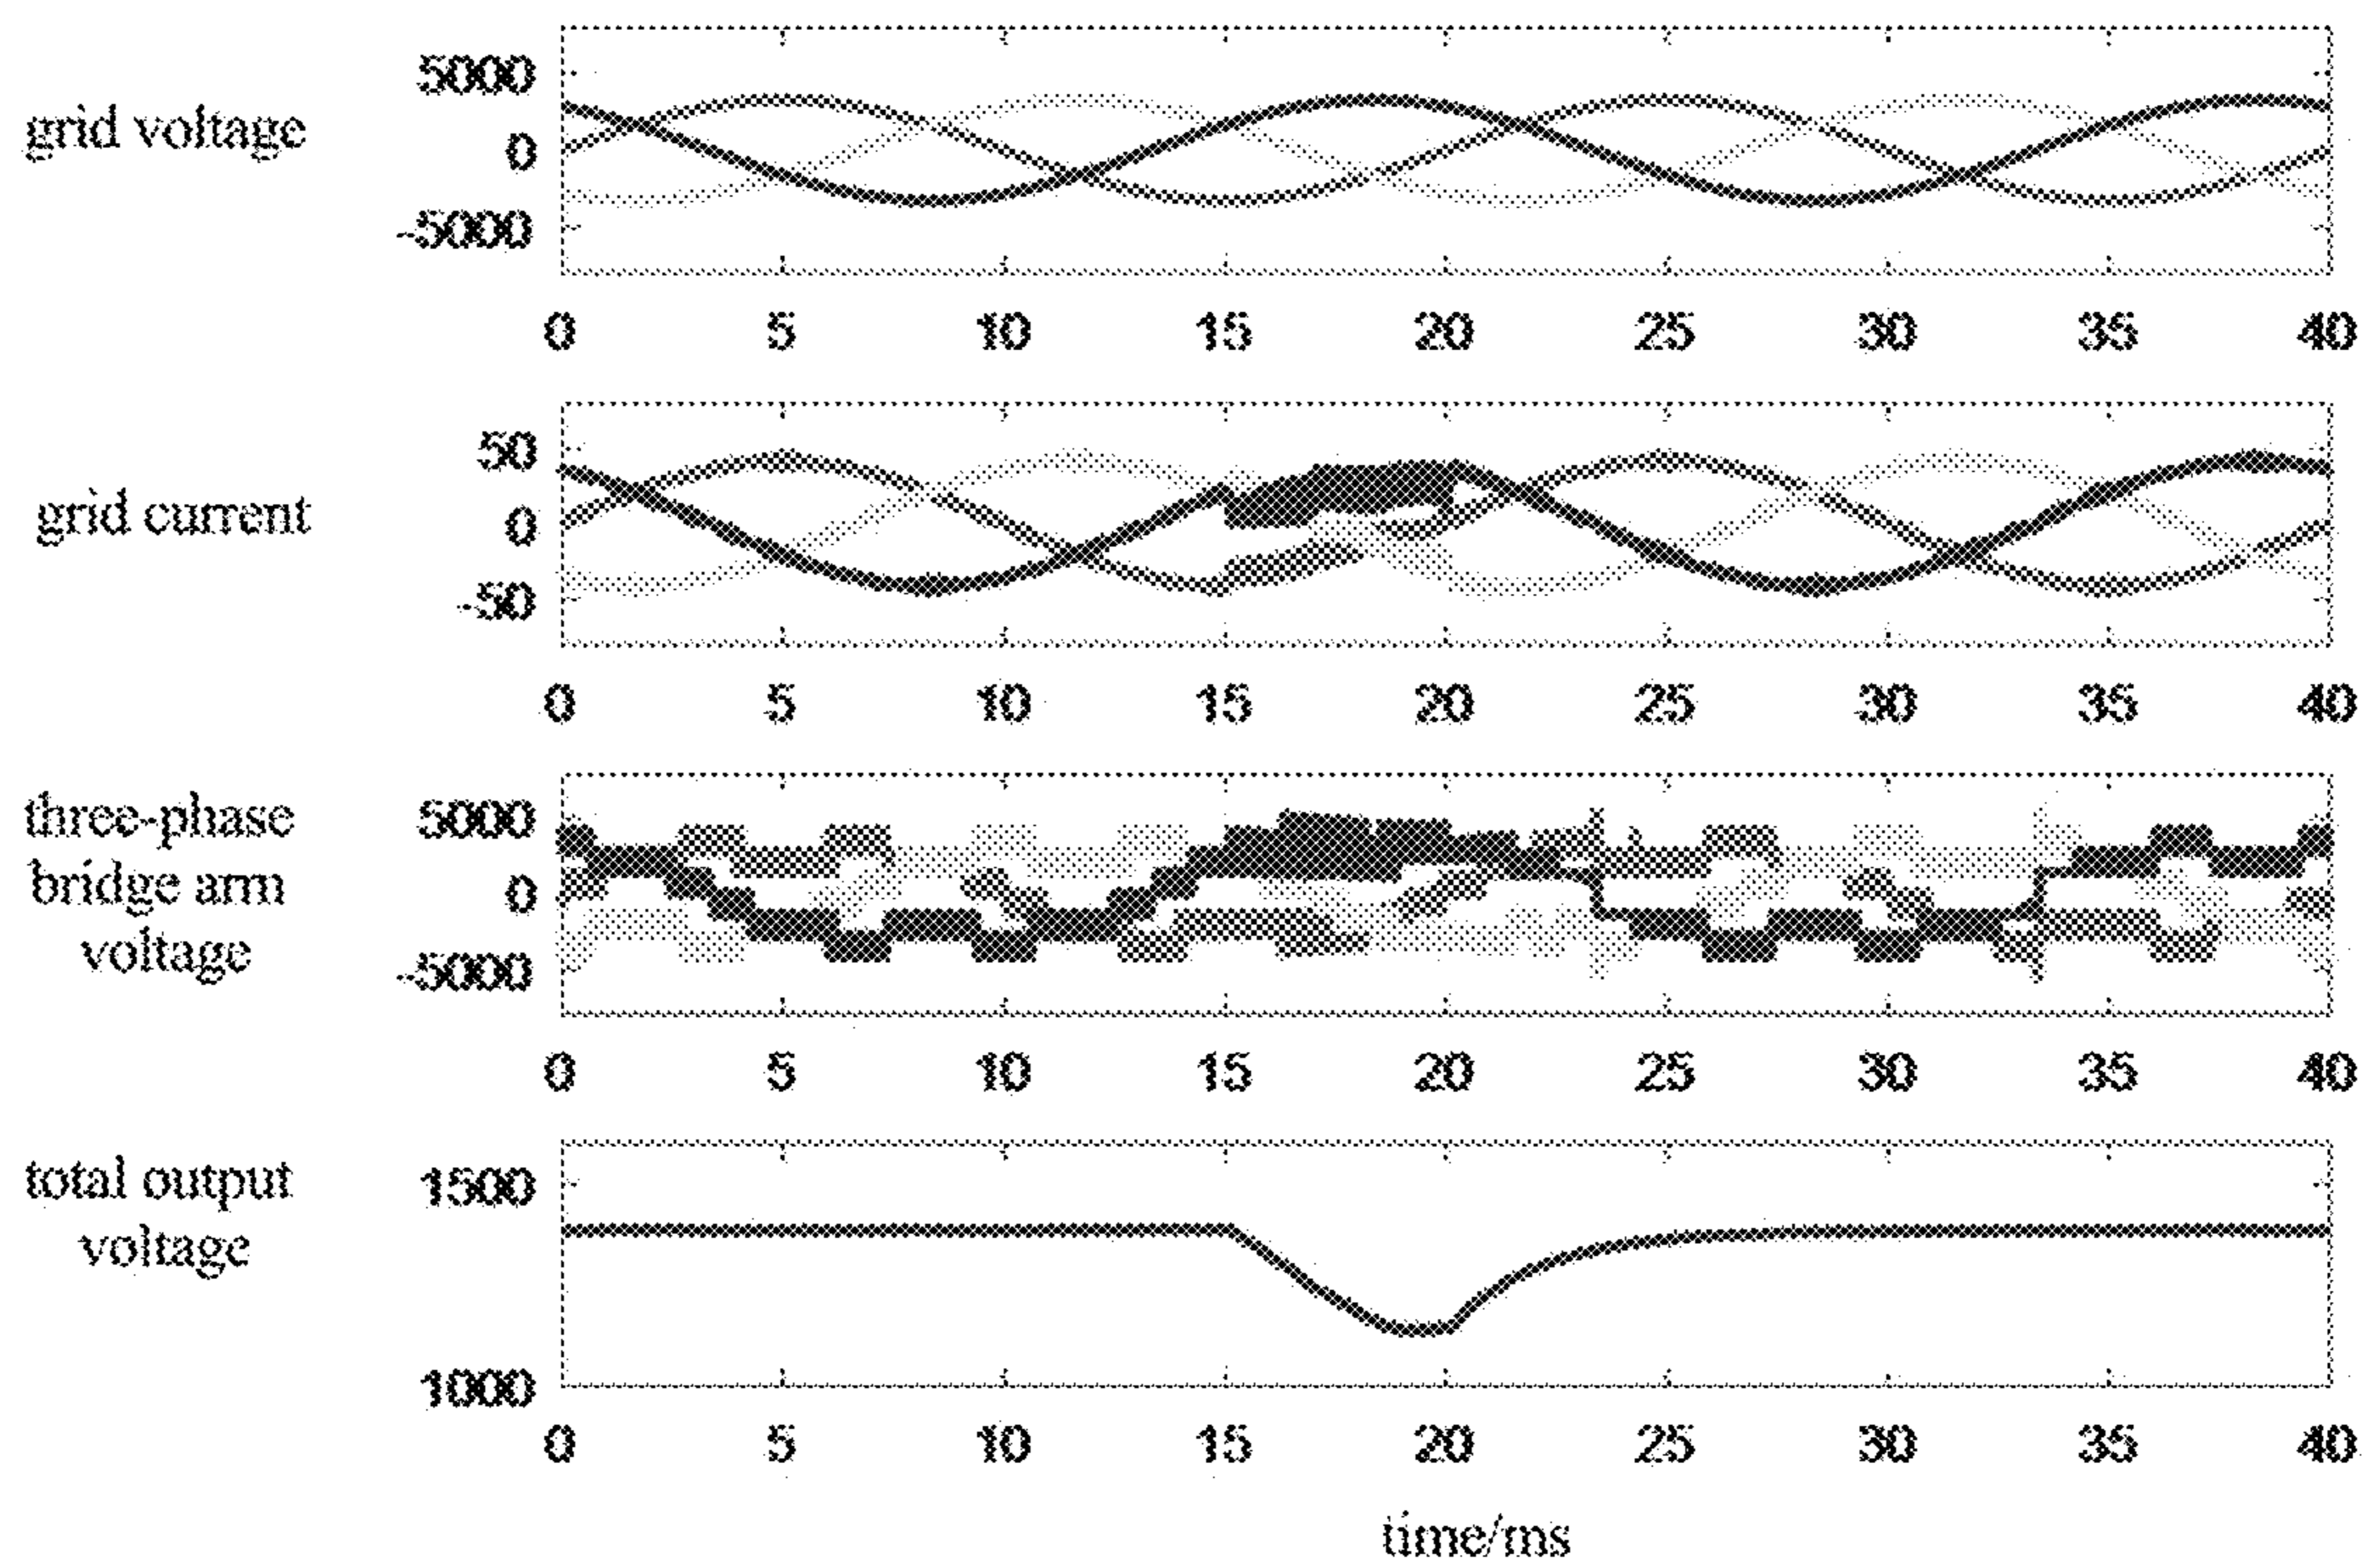 grid voltage
5000
0
-5000
0 5 10 15 20 25 30 35 40
grid current
50
0
-50
0 5 10 15 20 25 30 35 40
three-phase
bridge arm
voltage
5000
0
-5000
0 5 10 15 20 25 30 35 40
total output
voltage
1500
1000
0 5 10 15 20 25 30 35 40
time/ms